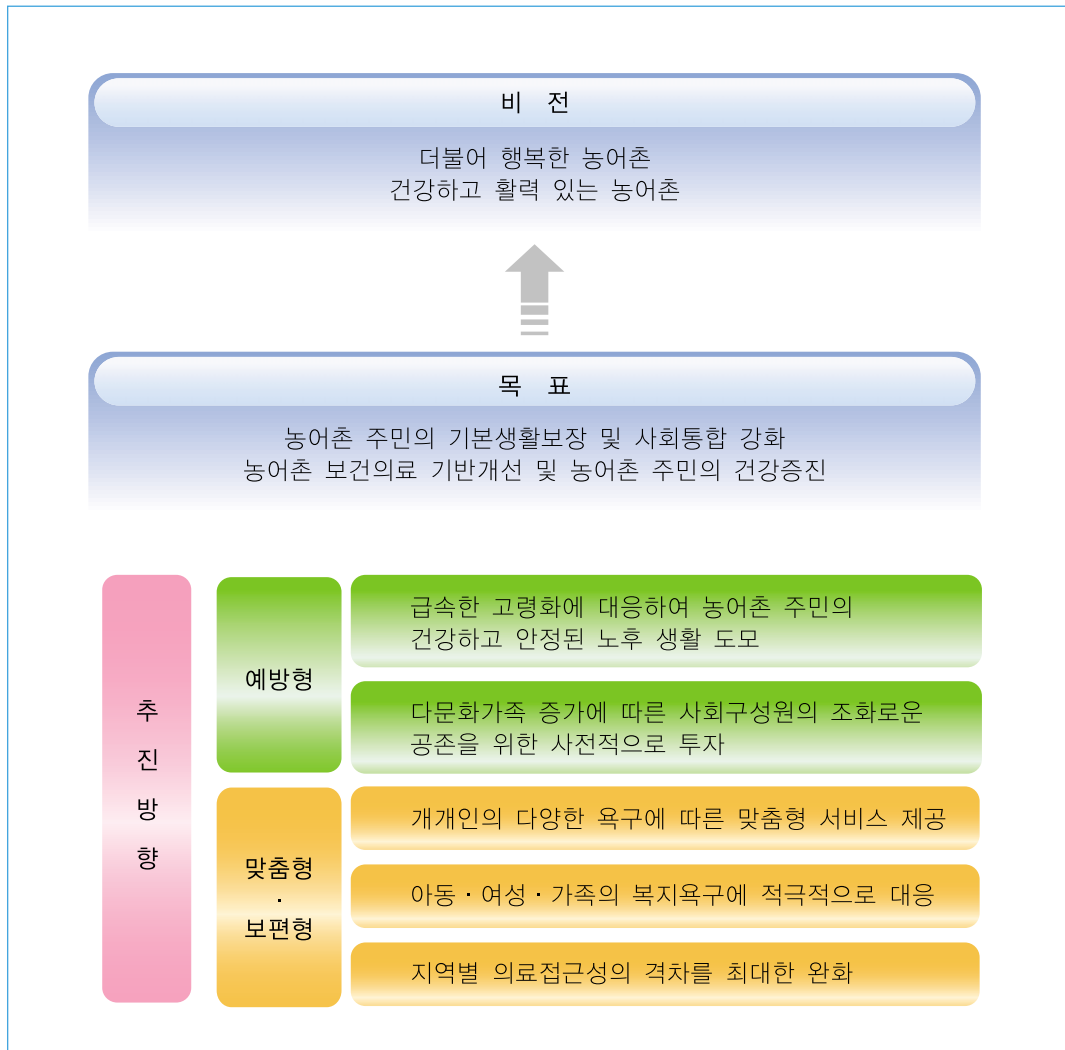 비 전
더불어 행복한 농어촌
건강하고 활력 있는 농어촌
목 표
농어촌 주민의 기본생활보장 및 사회통합 강화
농어촌 보건의료 기반개선 및 농어촌 주민의 건강증진
추
진
방
향
예방형
급속한 고령화에 대응하여 농어촌 주민의
건강하고 안정된 노후 생활 도모
다문화가족 증가에 따른 사회구성원의 조화로운
공존을 위한 사전적으로 투자
맞춤형
·
보편형
개개인의 다양한 욕구에 따른 맞춤형 서비스 제공
아동·여성·가족의 복지욕구에 적극적으로 대응
지역별 의료접근성의 격차를 최대한 완화